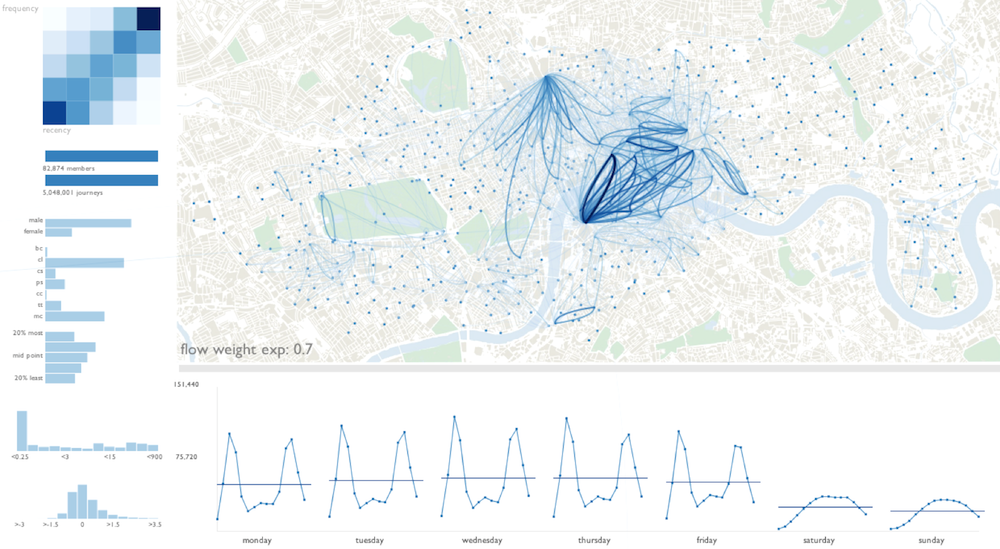 frequency
recency
82,874 members
5,048,001 journeys
male
female
bc
cl
cs
ps
cc
st
mc
20% most
mid point
20% least
<0.25 <3 <15 <900
>-3 >-1.5 0 >1.5 >3.5
flow weight exp: 0.7
151,440
75,720
monday tuesday wednesday thursday friday saturday sunday